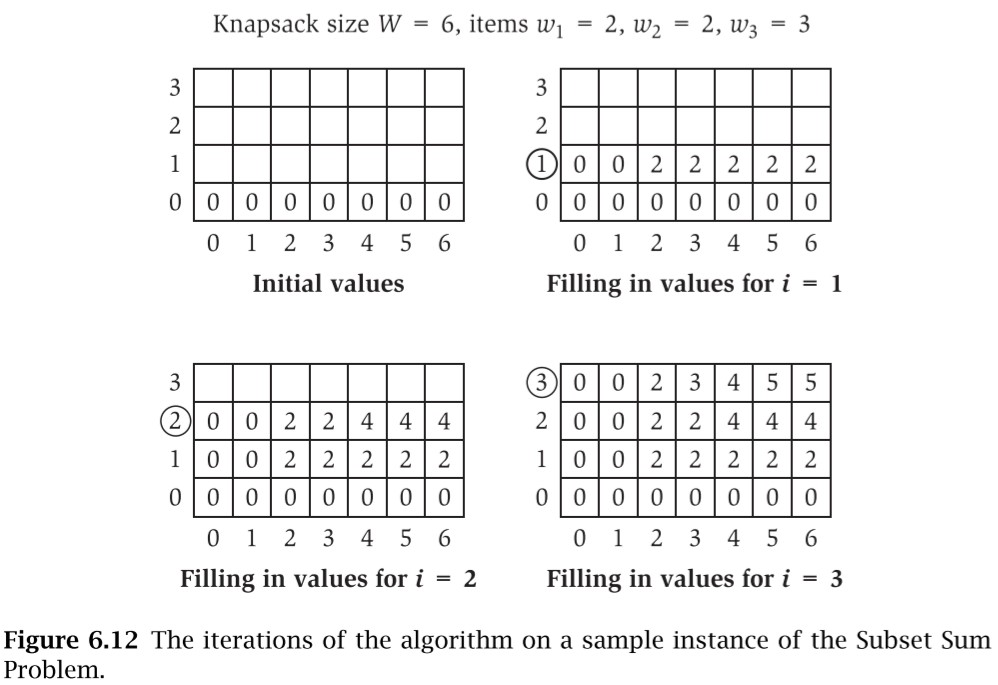 Knapsack size W = 6, items w₁ = 2, w₂ = 2, w₃ = 3
3
2
1
0 0 0 0 0 0 0 0
0 1 2 3 4 5 6
Initial values
3
2
1 0 0 2 2 2 2 2
0 0 0 0 0 0 0 0
0 1 2 3 4 5 6
Filling in values for i = 1
3
2 0 0 2 2 4 4 4
1 0 0 2 2 2 2 2
0 0 0 0 0 0 0 0
0 1 2 3 4 5 6
Filling in values for i = 2
3 0 0 2 3 4 5 5
2 0 0 2 2 4 4 4
1 0 0 2 2 2 2 2
0 0 0 0 0 0 0 0
0 1 2 3 4 5 6
Filling in values for i = 3
Figure 6.12 The iterations of the algorithm on a sample instance of the Subset Sum
Problem.